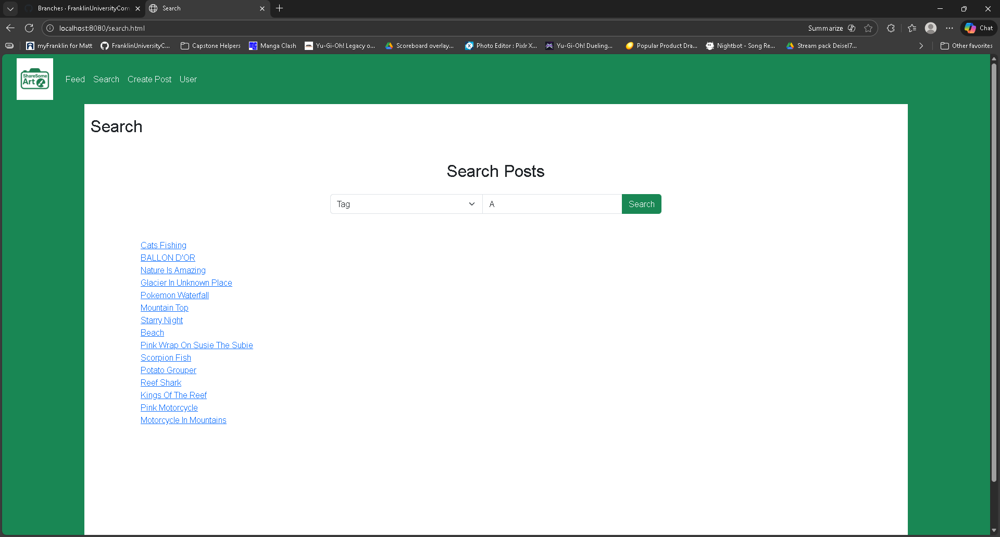 Branches · FranklinUniversityCom
Search
localhost:8080/search.html
Summarize
Chat
myFranklin for Matt
FranklinUniversityC...
Capstone Helpers
Manga Clash
Yu-Gi-Oh! Legacy o...
Scoreboard overlay...
Photo Editor : Pixlr X...
Yu-Gi-Oh! Dueling...
Popular Product Dra...
Nightbot - Song Re...
Stream pack Deisel7...
Other favorites
ShareSome
Art
Feed
Search
Create Post
User
Search
Search Posts
Tag
A
Search
Cats Fishing
BALLON D'OR
Nature Is Amazing
Glacier In Unknown Place
Pokemon Waterfall
Mountain Top
Starry Night
Beach
Pink Wrap On Susie The Subie
Scorpion Fish
Potato Grouper
Reef Shark
Kings Of The Reef
Pink Motorcycle
Motorcycle In Mountains